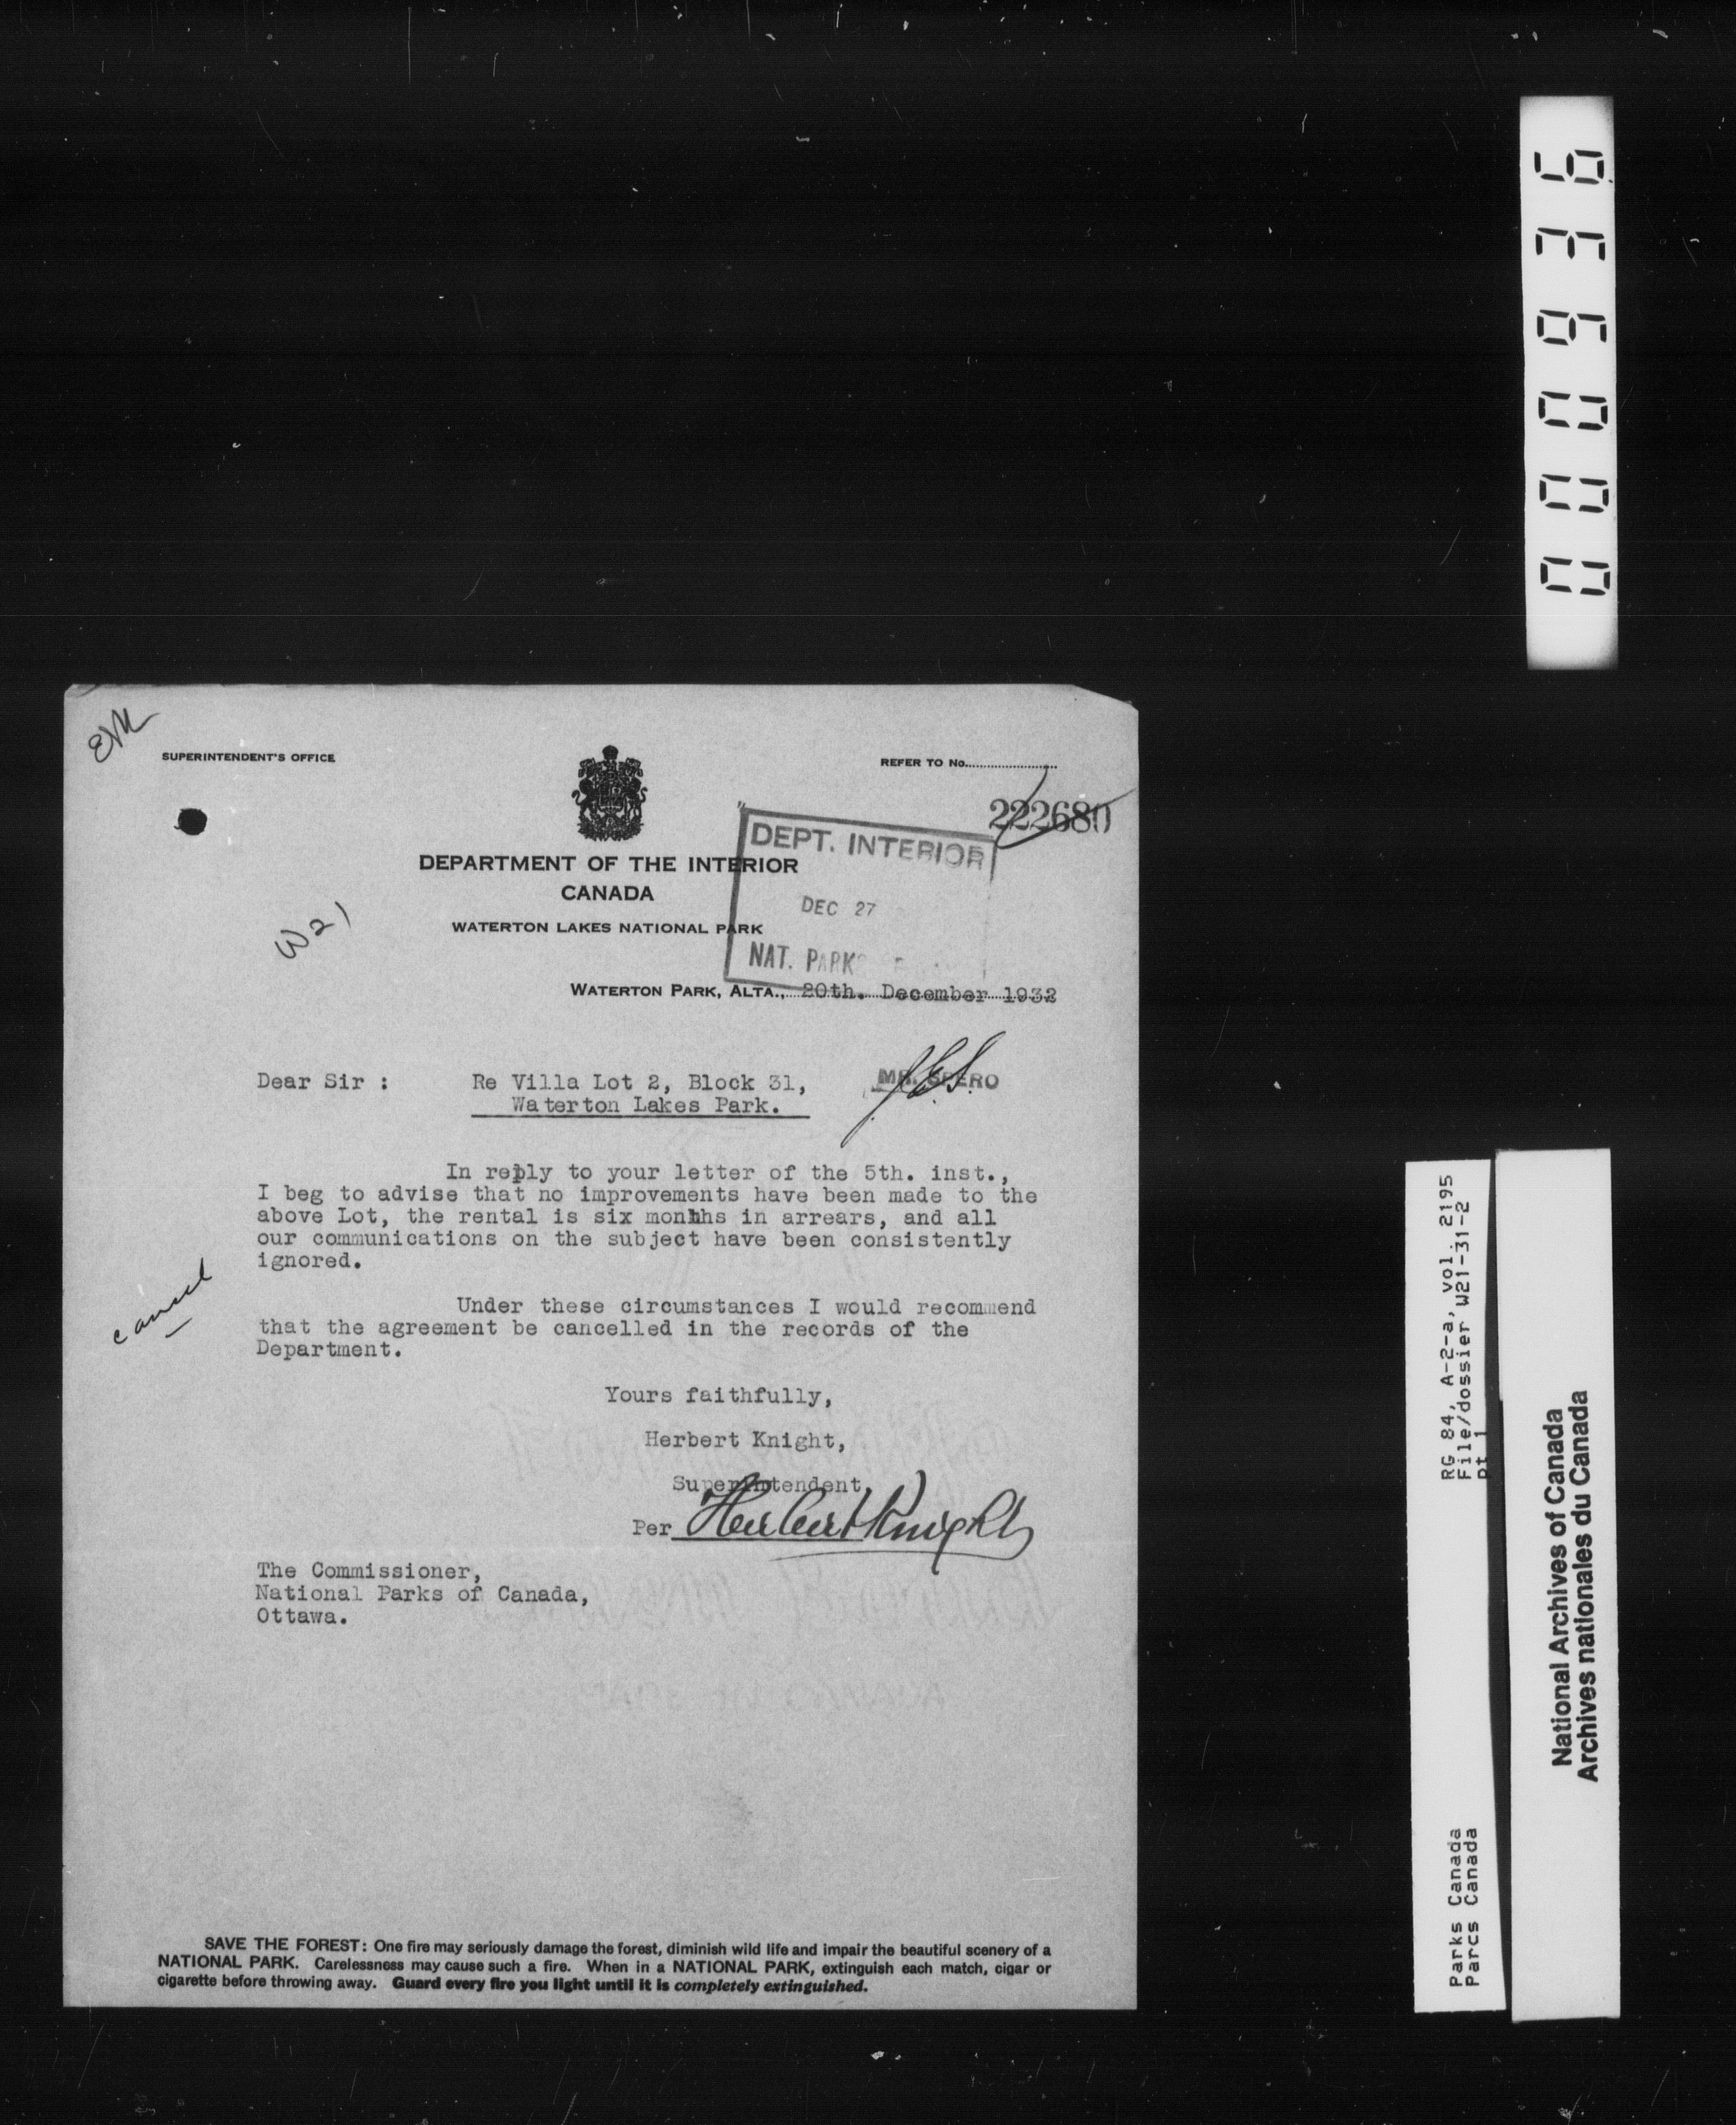 EM
SUPERINTENDENT'S OFFICE
REFER TO No.
222680
DEPT. INTERIOR
DEPARTMENT OF THE INTERIOR
CANADA
DEC 27
W21
WATERTON LAKES NATIONAL PARK
NAT. PARKS
WATERTON PARK, ALTA., 20th. December 1932
Dear Sir :
Re Villa Lot 2, Block 31,
Waterton Lakes Park.
MR. SPERO
J.E.S.
In reply to your letter of the 5th. inst.,
I beg to advise that no improvements have been made to the
above Lot, the rental is six months in arrears, and all
our communications on the subject have been consistently
ignored.
cancel
Under these circumstances I would recommend
that the agreement be cancelled in the records of the
Department.
Yours faithfully,
Herbert Knight,
Superintendent,
Per Herbert Knight
The Commissioner,
National Parks of Canada,
Ottawa.
SAVE THE FOREST: One fire may seriously damage the forest, diminish wild life and impair the beautiful scenery of a
NATIONAL PARK. Carelessness may cause such a fire. When in a NATIONAL PARK, extinguish each match, cigar or
cigarette before throwing away. Guard every fire you light until it is completely extinguished.
RG 84, A-2-a, vol. 2195
File/dossier W21-31-2
pt 1
Parks Canada
Parcs Canada
National Archives of Canada
Archives nationales du Canada